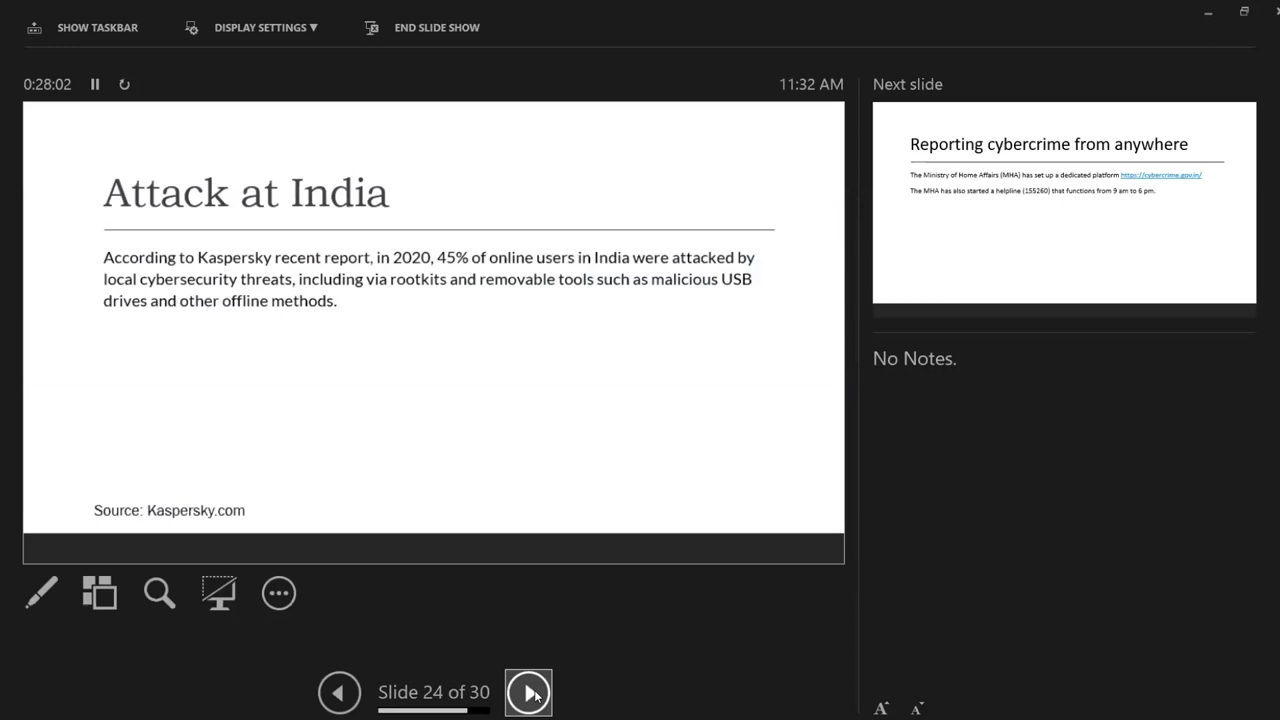 SHOW TASKBAR
DISPLAY SETTINGS ▼
END SLIDE SHOW
0:28:02
11:32 AM
Attack at India
According to Kaspersky recent report, in 2020, 45% of online users in India were attacked by
local cybersecurity threats, including via rootkits and removable tools such as malicious USB
drives and other offline methods.
Source: Kaspersky.com
Slide 24 of 30
Next slide
Reporting cybercrime from anywhere
The Ministry of Home Affairs (MHA) has set up a dedicated platform https://cybercrime.gov.in/
The MHA has also started a helpline (155260) that functions from 9 am to 6 pm.
No Notes.
A A